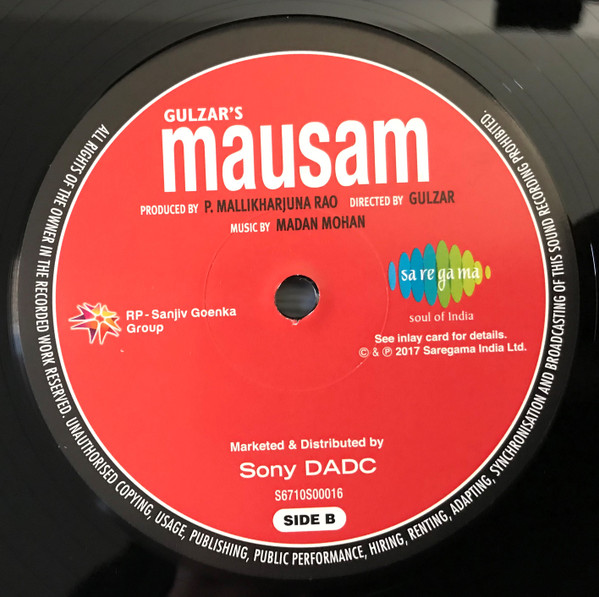 GULZAR'S
mausam
PRODUCED BY P. MALLIKHARJUNA RAO DIRECTED BY GULZAR
MUSIC BY MADAN MOHAN
sa re ga ma
soul of India
RP - Sanjiv Goenka
Group
See inlay card for details.
© & ℗ 2017 Saregama India Ltd.
Marketed & Distributed by
Sony DADC
S6710S00016
SIDE B
ALL RIGHTS OF THE OWNER IN THE RECORDED WORK RESERVED. UNAUTHORISED COPYING, USAGE, PUBLISHING, PUBLIC PERFORMANCE, HIRING, RENTING, ADAPTING, SYNCHRONISATION AND BROADCASTING OF THIS SOUND RECORDING PROHIBITED.